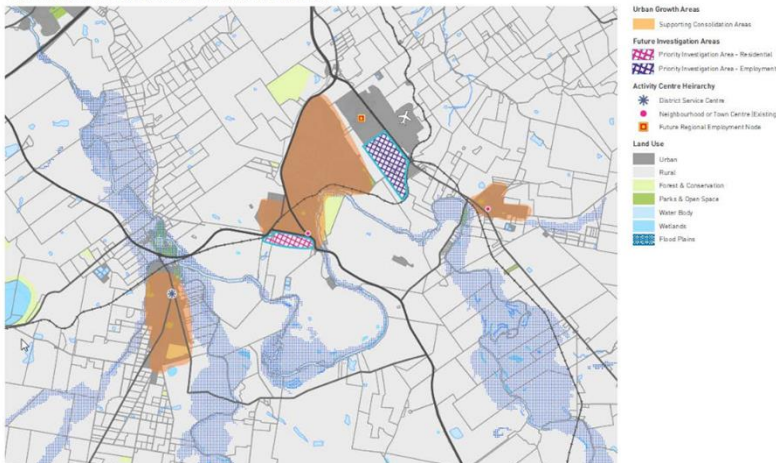 Urban Growth Areas
Supporting Consolidation Areas
Future Investigation Areas
Priority Investigation Area - Residential
Priority Investigation Area - Employment
Activity Centre Heirarchy
District Service Centre
Neighbourhood or Town Centre (Existing
Future Regional Employment Node
Land Use
Urban
Rural
Forest & Conservation
Parks & Open Space
Water Body
Wetlands
Flood Plains